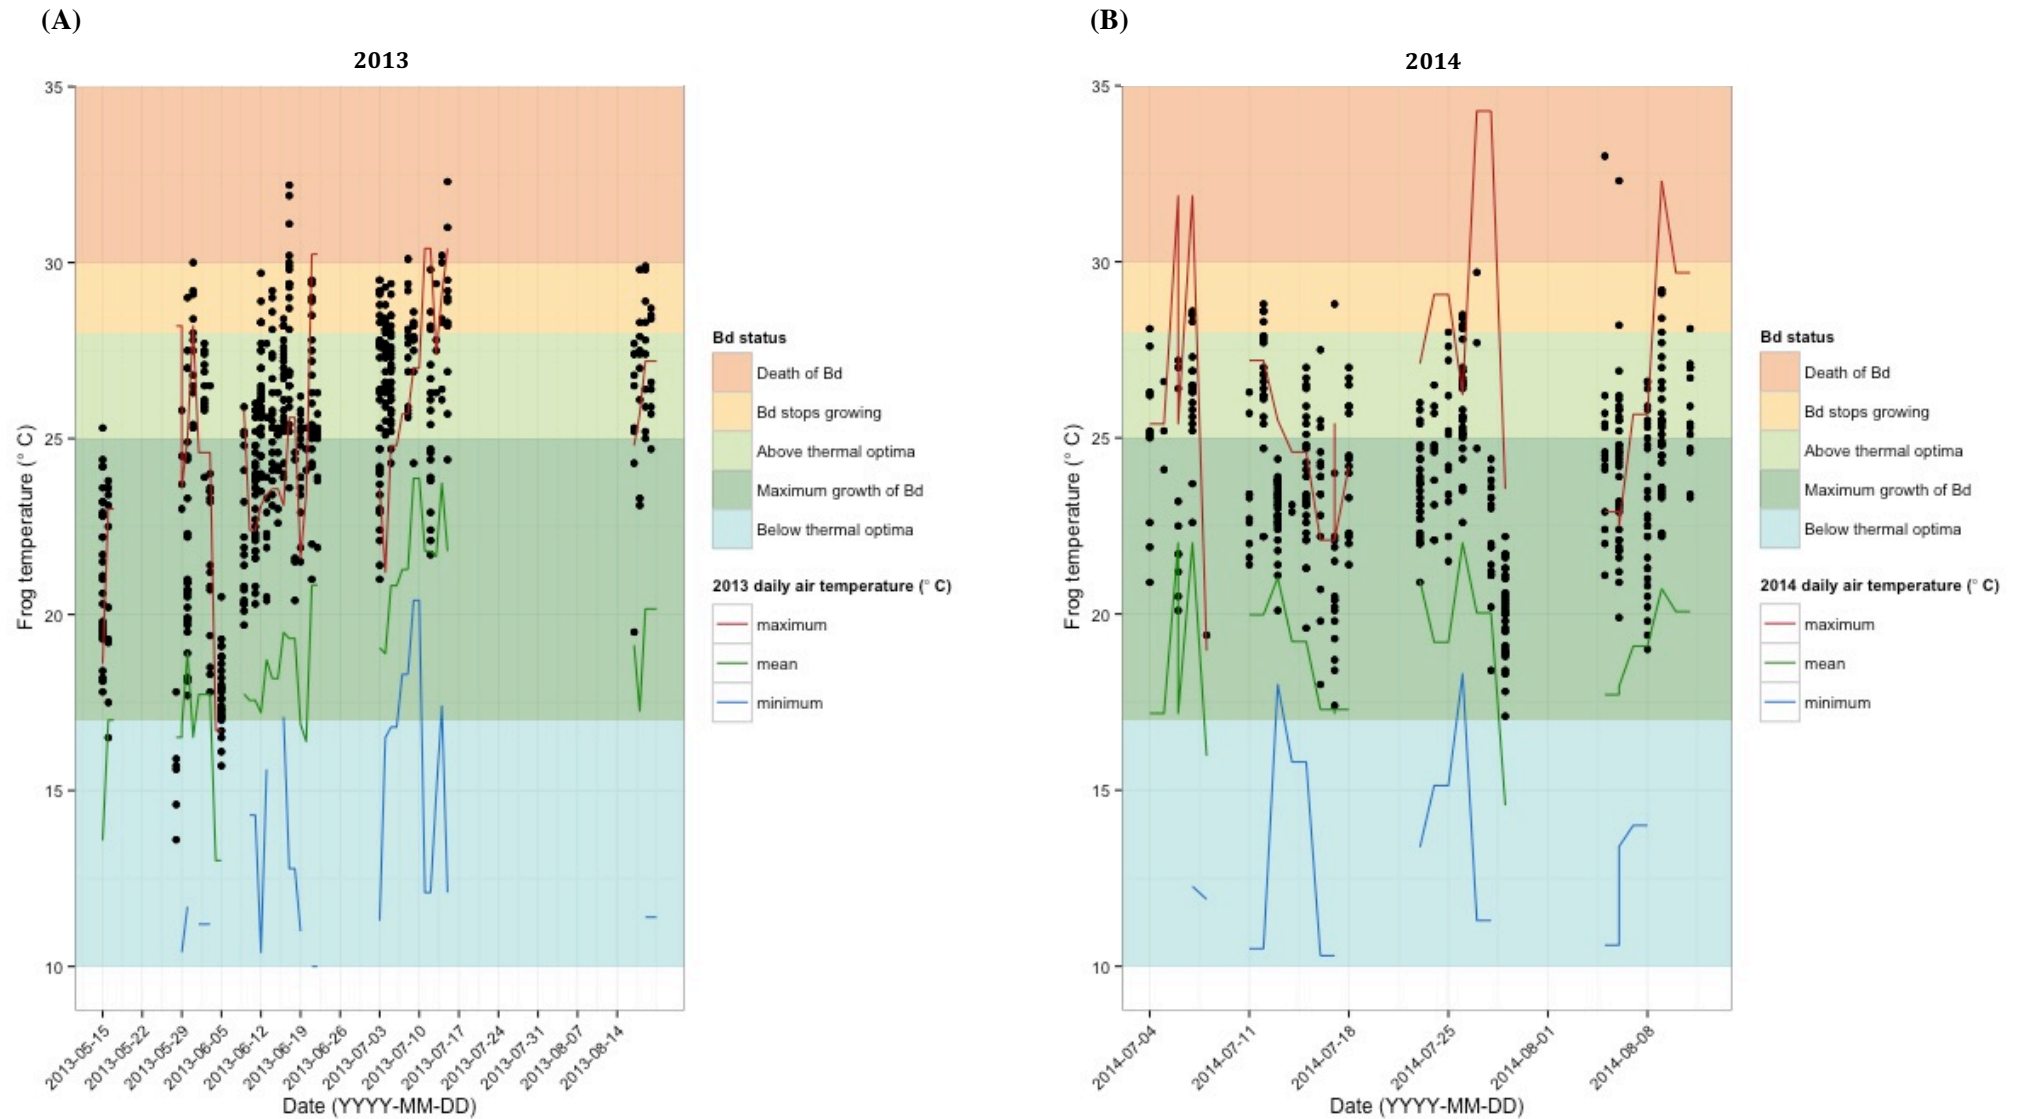 (A)
2013
35
30
25
20
15
10
Frog temperature (° C)
2013-05-15
2013-05-22
2013-05-29
2013-06-05
2013-06-12
2013-06-19
2013-06-26
2013-07-03
2013-07-10
2013-07-17
2013-07-24
2013-07-31
2013-08-07
2013-08-14
Date (YYYY-MM-DD)
Bd status
Death of Bd
Bd stops growing
Above thermal optima
Maximum growth of Bd
Below thermal optima
2013 daily air temperature (° C)
maximum
mean
minimum
(B)
2014
35
30
25
20
15
10
Frog temperature (° C)
2014-07-04
2014-07-11
2014-07-18
2014-07-25
2014-08-01
2014-08-08
Date (YYYY-MM-DD)
Bd status
Death of Bd
Bd stops growing
Above thermal optima
Maximum growth of Bd
Below thermal optima
2014 daily air temperature (° C)
maximum
mean
minimum